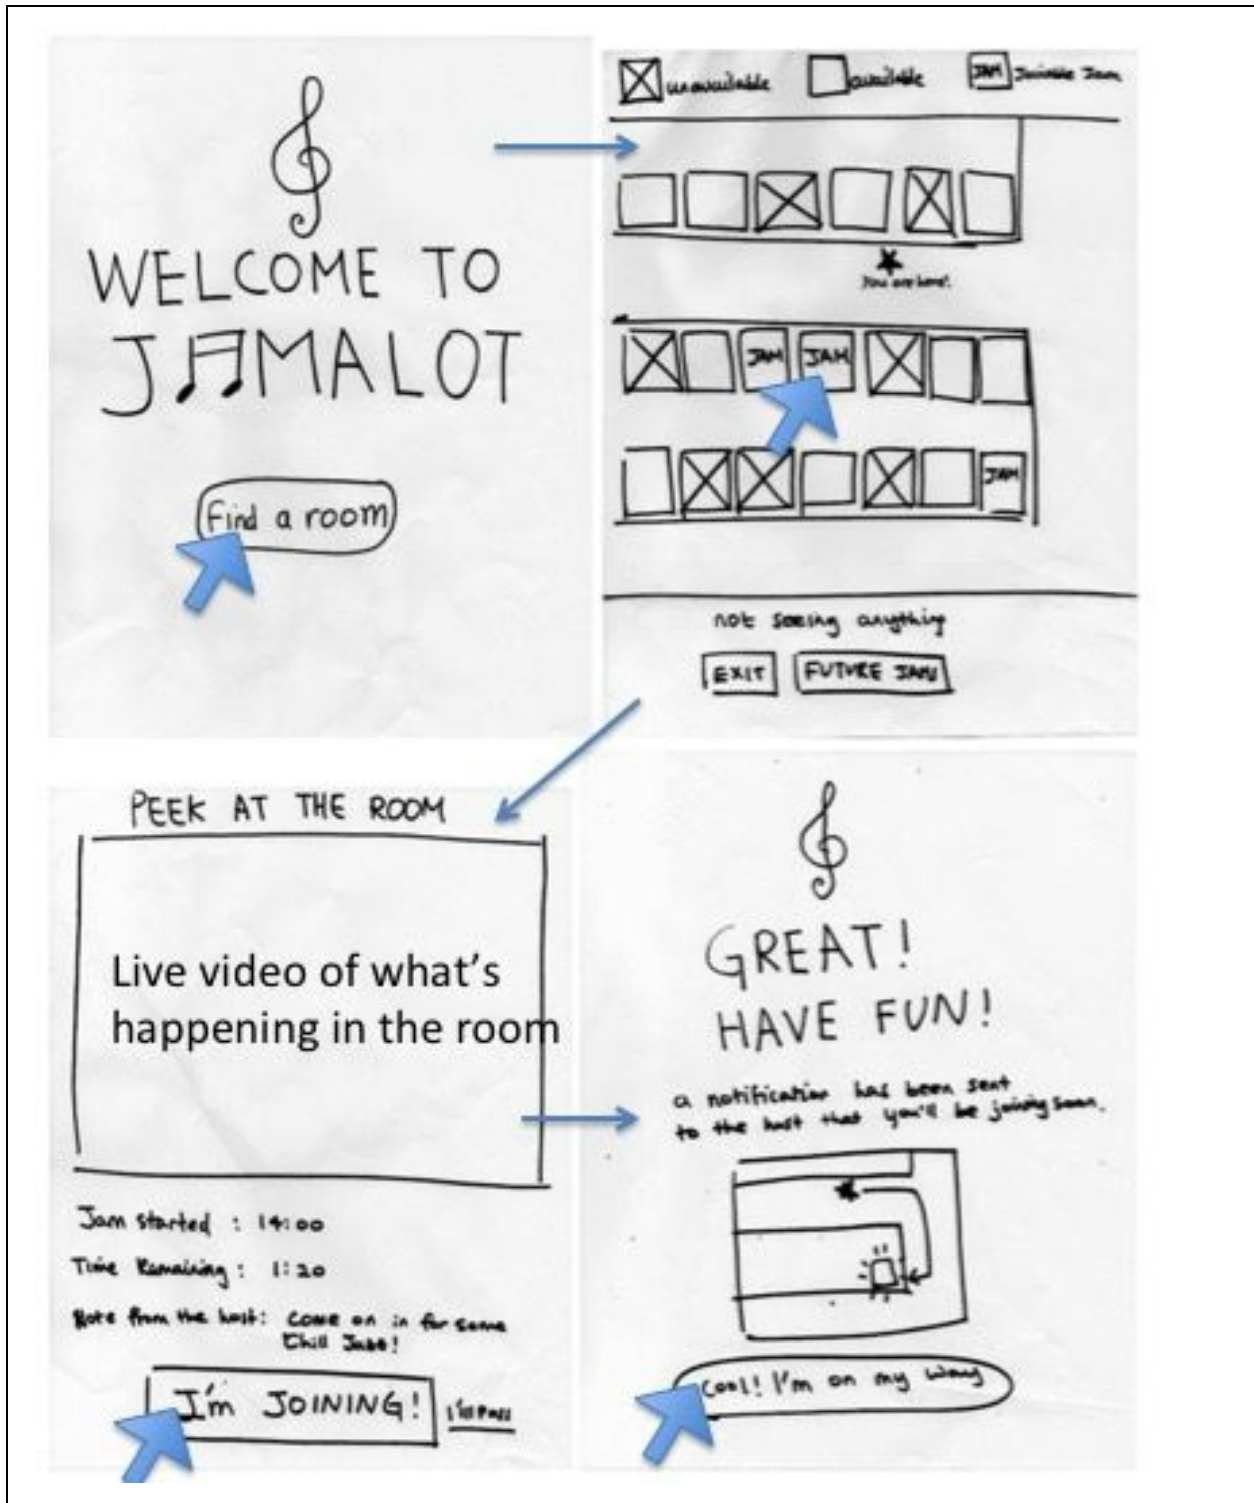 WELCOME TO
J♫MALOT
Find a room
unavailable
available
JAM Joinable Jam
You are here!
JAM JAM
JAM
not seeing anything
EXIT
FUTURE JAMS
PEEK AT THE ROOM
Live video of what's
happening in the room
Jam started : 14:00
Time Remaining : 1:20
Note from the host: Come on in for some
Chill
I'm JOINING!
I'll Pass
GREAT!
HAVE FUN!
a notification has been sent
to the host that you'll be joining soon.
Cool! I'm on my way